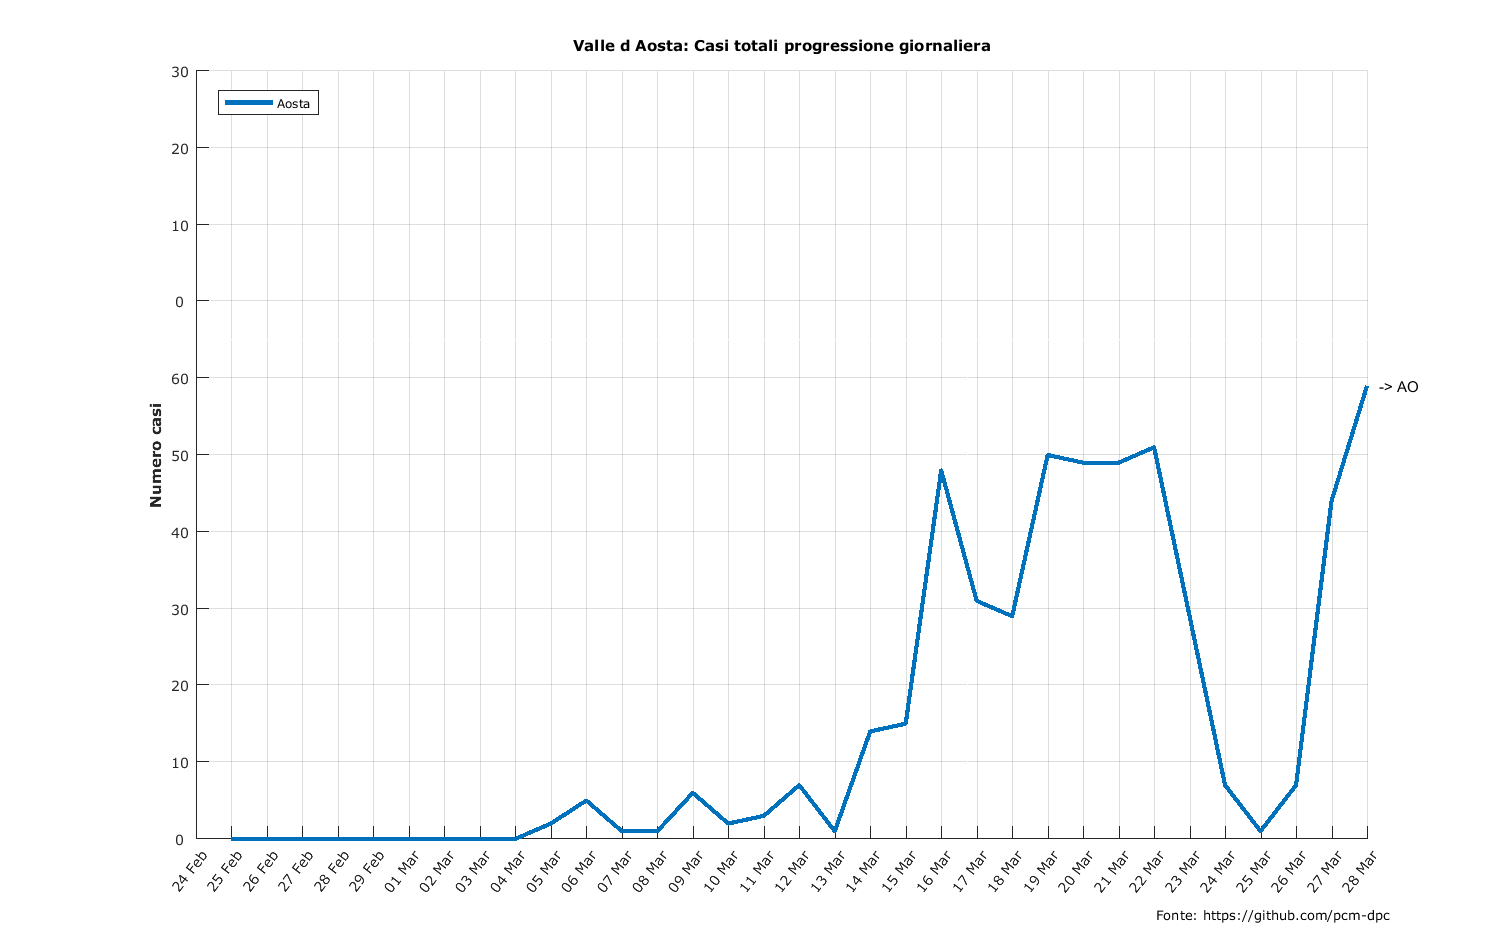 Valle d Aosta: Casi totali progressione giornaliera
Aosta
30
20
10
0
60
50
40
30
20
10
0
Numero casi
-> AO
24 Feb
25 Feb
26 Feb
27 Feb
28 Feb
29 Feb
01 Mar
02 Mar
03 Mar
04 Mar
05 Mar
06 Mar
07 Mar
08 Mar
09 Mar
10 Mar
11 Mar
12 Mar
13 Mar
14 Mar
15 Mar
16 Mar
17 Mar
18 Mar
19 Mar
20 Mar
21 Mar
22 Mar
23 Mar
24 Mar
25 Mar
26 Mar
27 Mar
28 Mar
Fonte: https://github.com/pcm-dpc